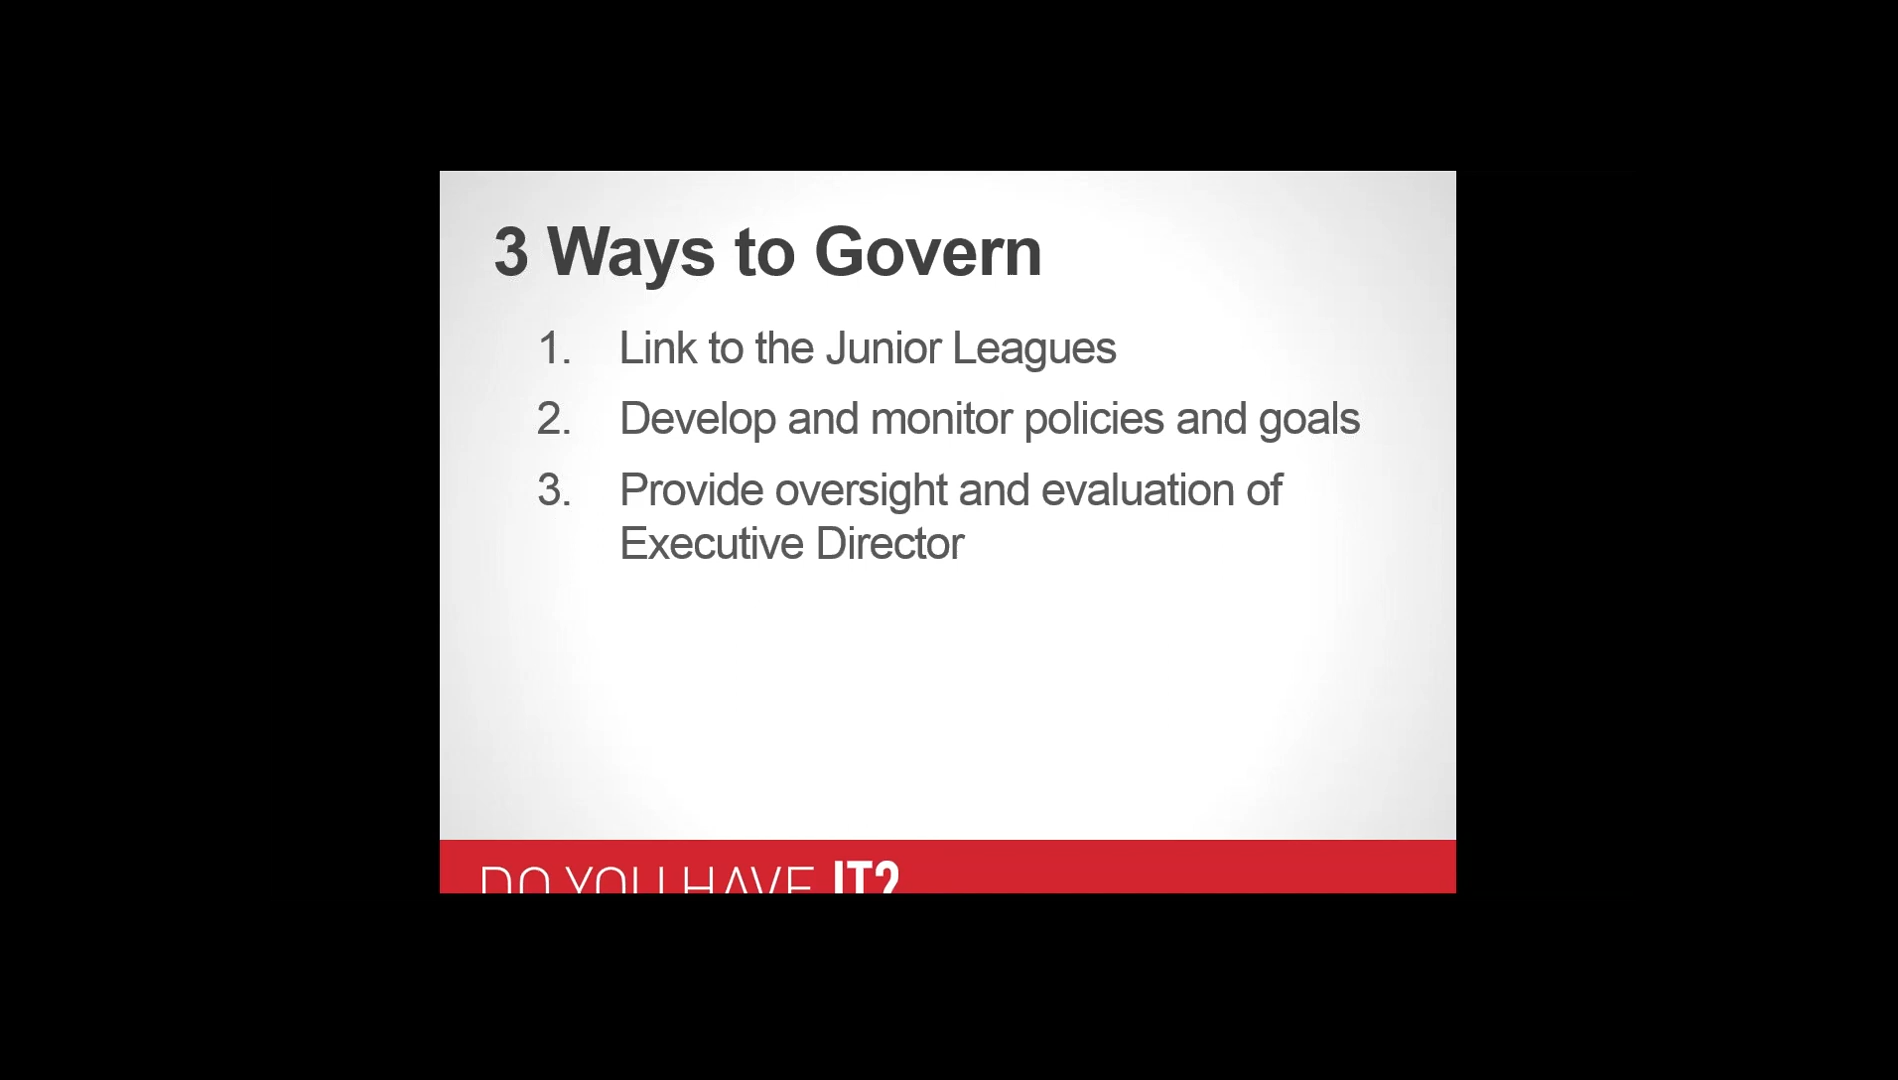 3 Ways to Govern
1. Link to the Junior Leagues
2. Develop and monitor policies and goals
3. Provide oversight and evaluation of
Executive Director
DO YOU HAVE IT?